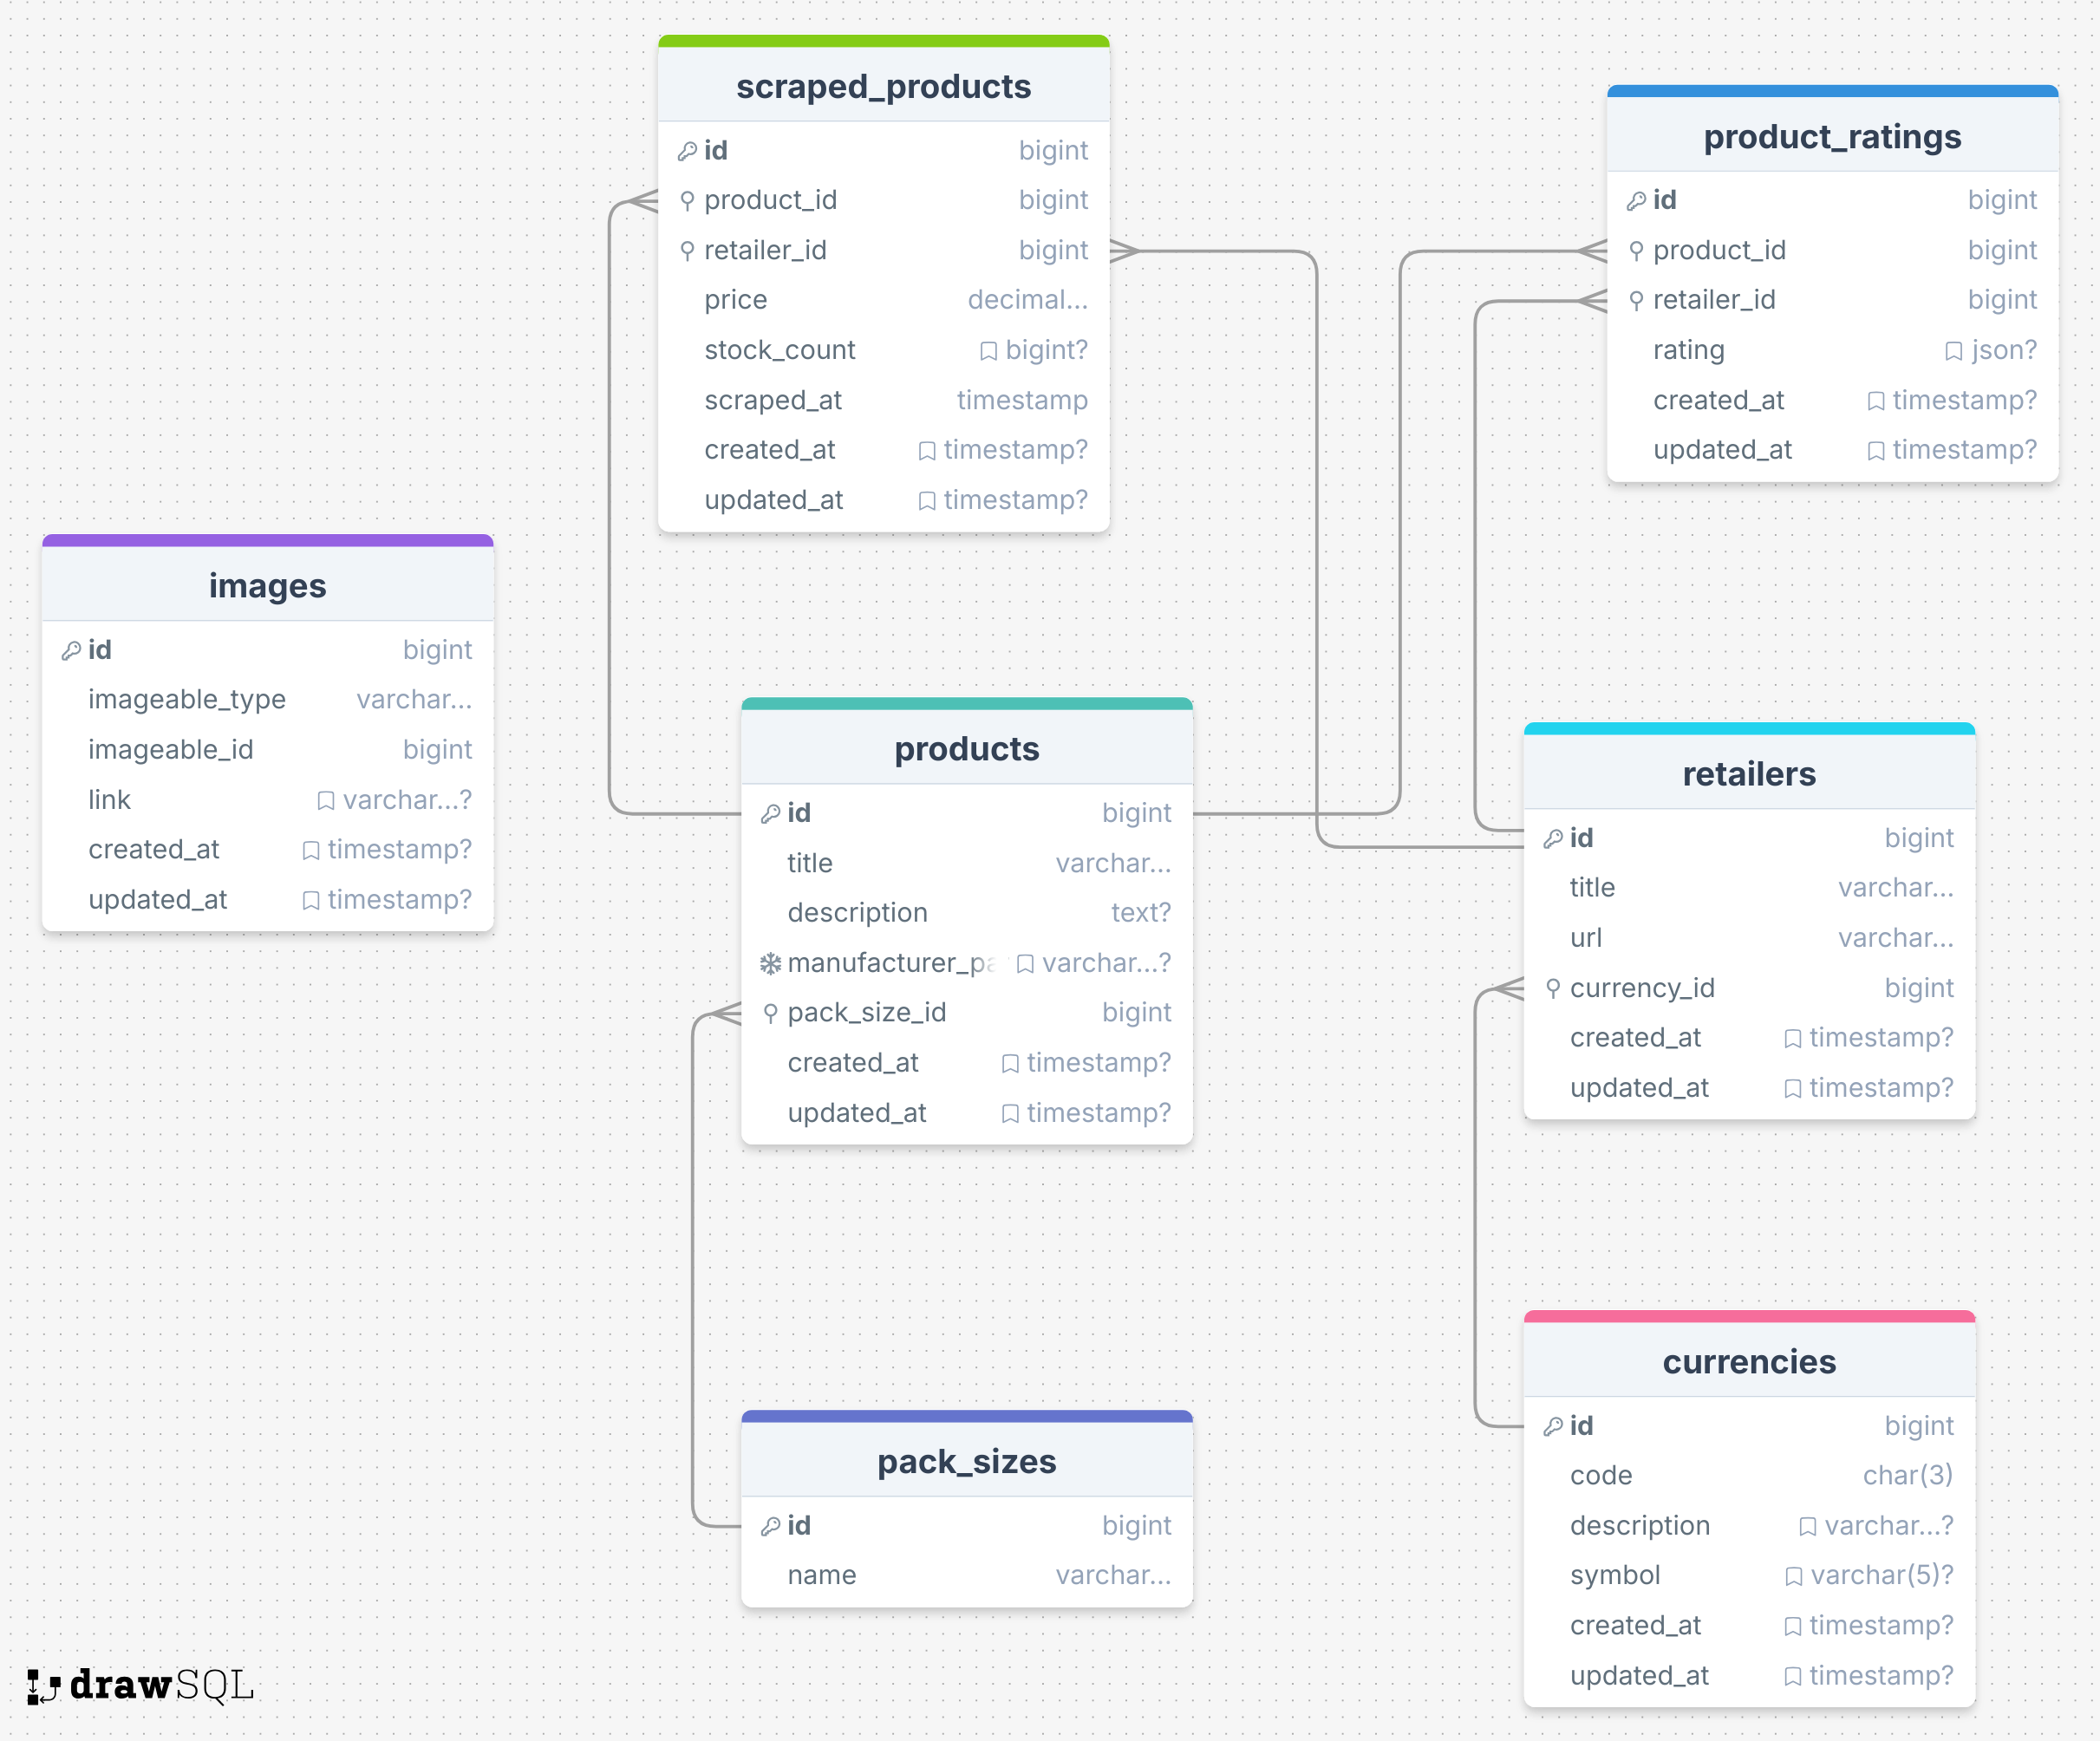 scraped_products
id bigint
product_id bigint
retailer_id bigint
price decimal...
stock_count bigint?
scraped_at timestamp
created_at timestamp?
updated_at timestamp?
product_ratings
id bigint
product_id bigint
retailer_id bigint
rating json?
created_at timestamp?
updated_at timestamp?
images
id bigint
imageable_type varchar...
imageable_id bigint
link varchar...?
created_at timestamp?
updated_at timestamp?
products
id bigint
title varchar...
description text?
manufacturer_pa varchar...?
pack_size_id bigint
created_at timestamp?
updated_at timestamp?
retailers
id bigint
title varchar...
url varchar...
currency_id bigint
created_at timestamp?
updated_at timestamp?
pack_sizes
id bigint
name varchar...
currencies
id bigint
code char(3)
description varchar...?
symbol varchar(5)?
created_at timestamp?
updated_at timestamp?
drawSQL